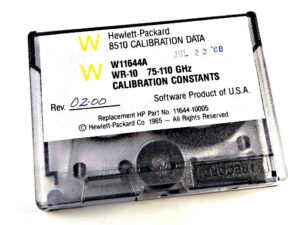 W Hewlett-Packard
8510 CALIBRATION DATA
JUL 23 '88
W W11644A
WR-10 75-110 GHz
CALIBRATION CONSTANTS
Rev. 02.00 Software Product of U.S.A.
Replacement HP Part No. 11644-10005
© Hewlett-Packard Co 1985 — All Rights Reserved